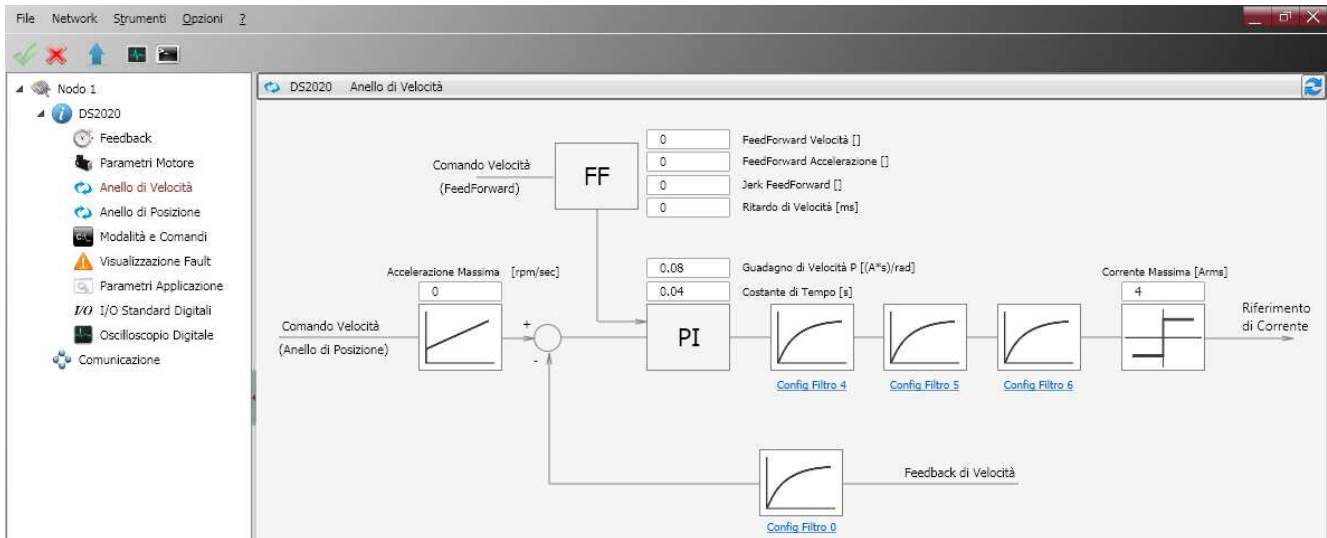 File Network Strumenti Opzioni ?
Nodo 1
DS2020
Feedback
Parametri Motore
Anello di Velocità
Anello di Posizione
Modalità e Comandi
Visualizzazione Fault
Parametri Applicazione
I/O I/O Standard Digitali
Oscilloscopio Digitale
Comunicazione
DS2020 Anello di Velocità
Comando Velocità
(FeedForward)
FF
0 FeedForward Velocità []
0 FeedForward Accelerazione []
0 Jerk FeedForward []
0 Ritardo di Velocità [ms]
Accelerazione Massima [rpm/sec]
0
0.08 Guadagno di Velocità P [(A*s)/rad]
0.04 Costante di Tempo [s]
Corrente Massima [Arms]
4
Comando Velocità
(Anello di Posizione)
+
-
PI
Riferimento
di Corrente
Config Filtro 4
Config Filtro 5
Config Filtro 6
Feedback di Velocità
Config Filtro 0